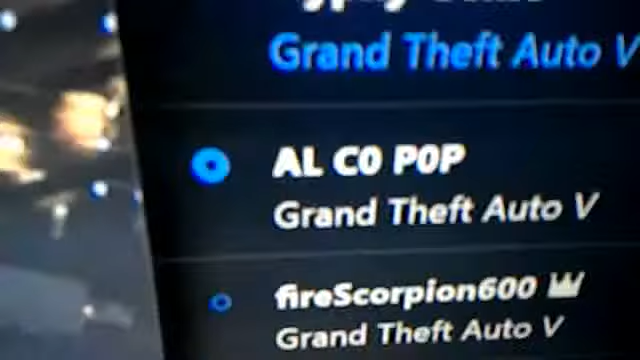 Grand Theft Auto V
AL C0 P0P
Grand Theft Auto V
fireScorpion600
Grand Theft Auto V